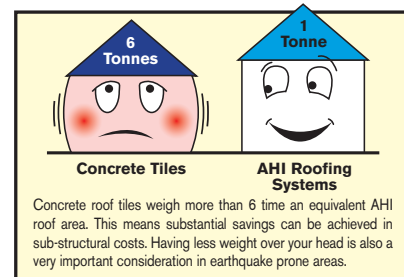 6
Tonnes
1
Tonne
Concrete Tiles
AHI Roofing
Systems
Concrete roof tiles weigh more than 6 time an equivalent AHI
roof area. This means substantial savings can be achieved in
sub-structural costs. Having less weight over your head is also a
very important consideration in earthquake prone areas.